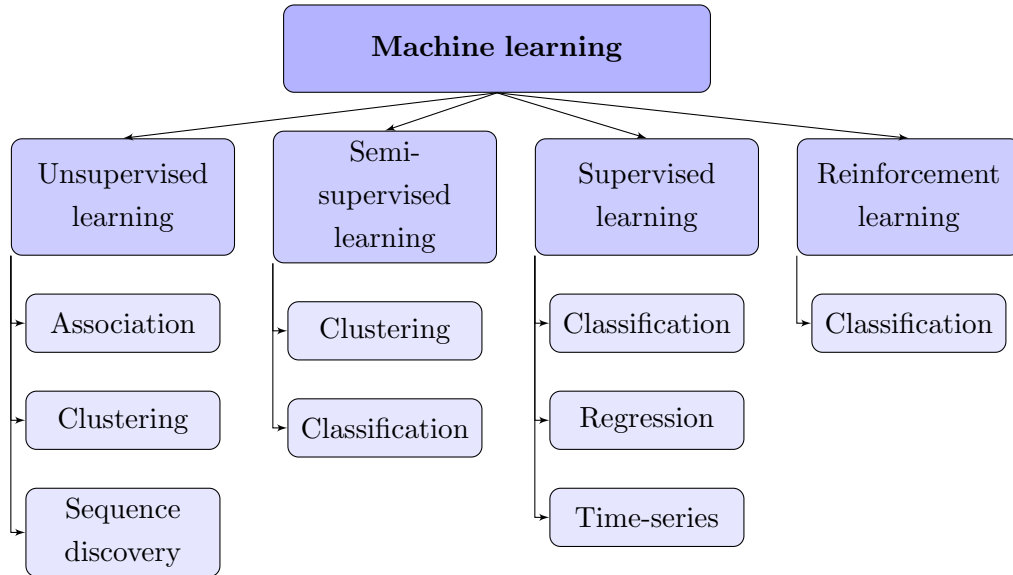 Machine learning
Unsupervised
learning
Association
Clustering
Sequence
discovery
Semi-
supervised
learning
Clustering
Classification
Supervised
learning
Classification
Regression
Time-series
Reinforcement
learning
Classification